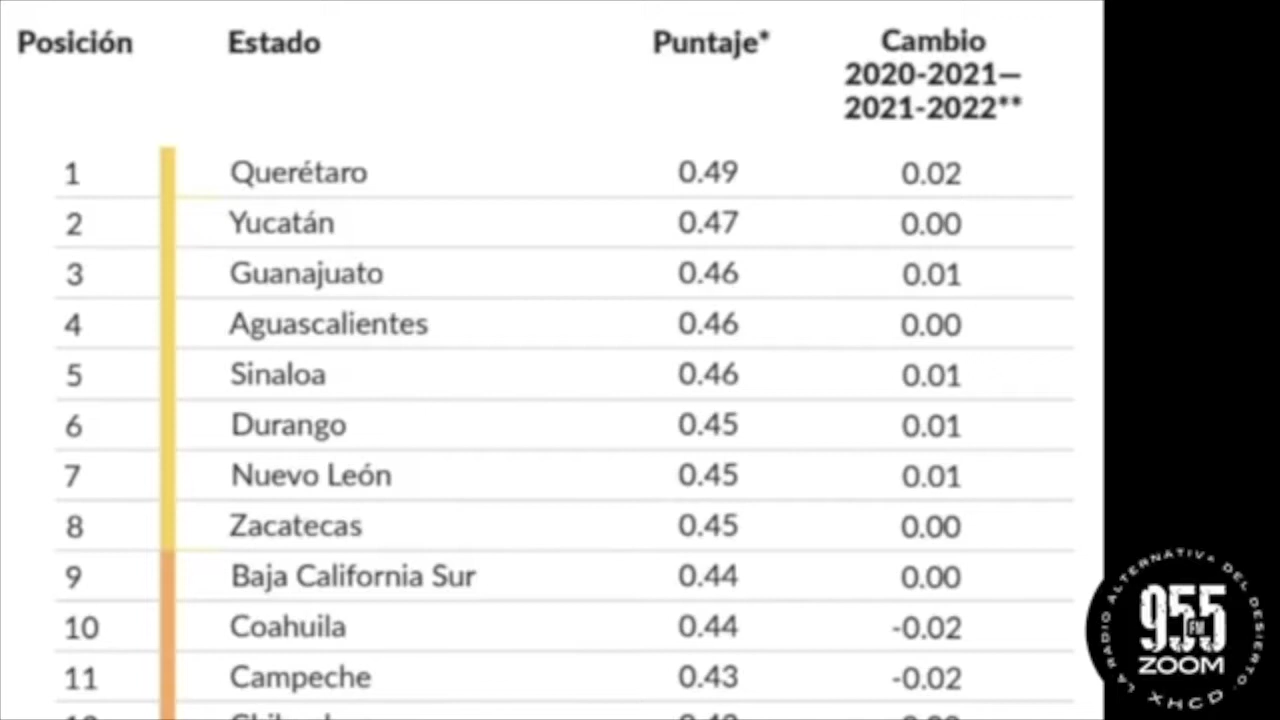 Posición Estado Puntaje* Cambio
2020-2021—
2021-2022**
1 Querétaro 0.49 0.02
2 Yucatán 0.47 0.00
3 Guanajuato 0.46 0.01
4 Aguascalientes 0.46 0.00
5 Sinaloa 0.46 0.01
6 Durango 0.45 0.01
7 Nuevo León 0.45 0.01
8 Zacatecas 0.45 0.00
9 Baja California Sur 0.44 0.00
10 Coahuila 0.44 -0.02
11 Campeche 0.43 -0.02
LA RADIO ALTERNATIVA DEL DESIERTO
955
FM
ZOOM
XHCD